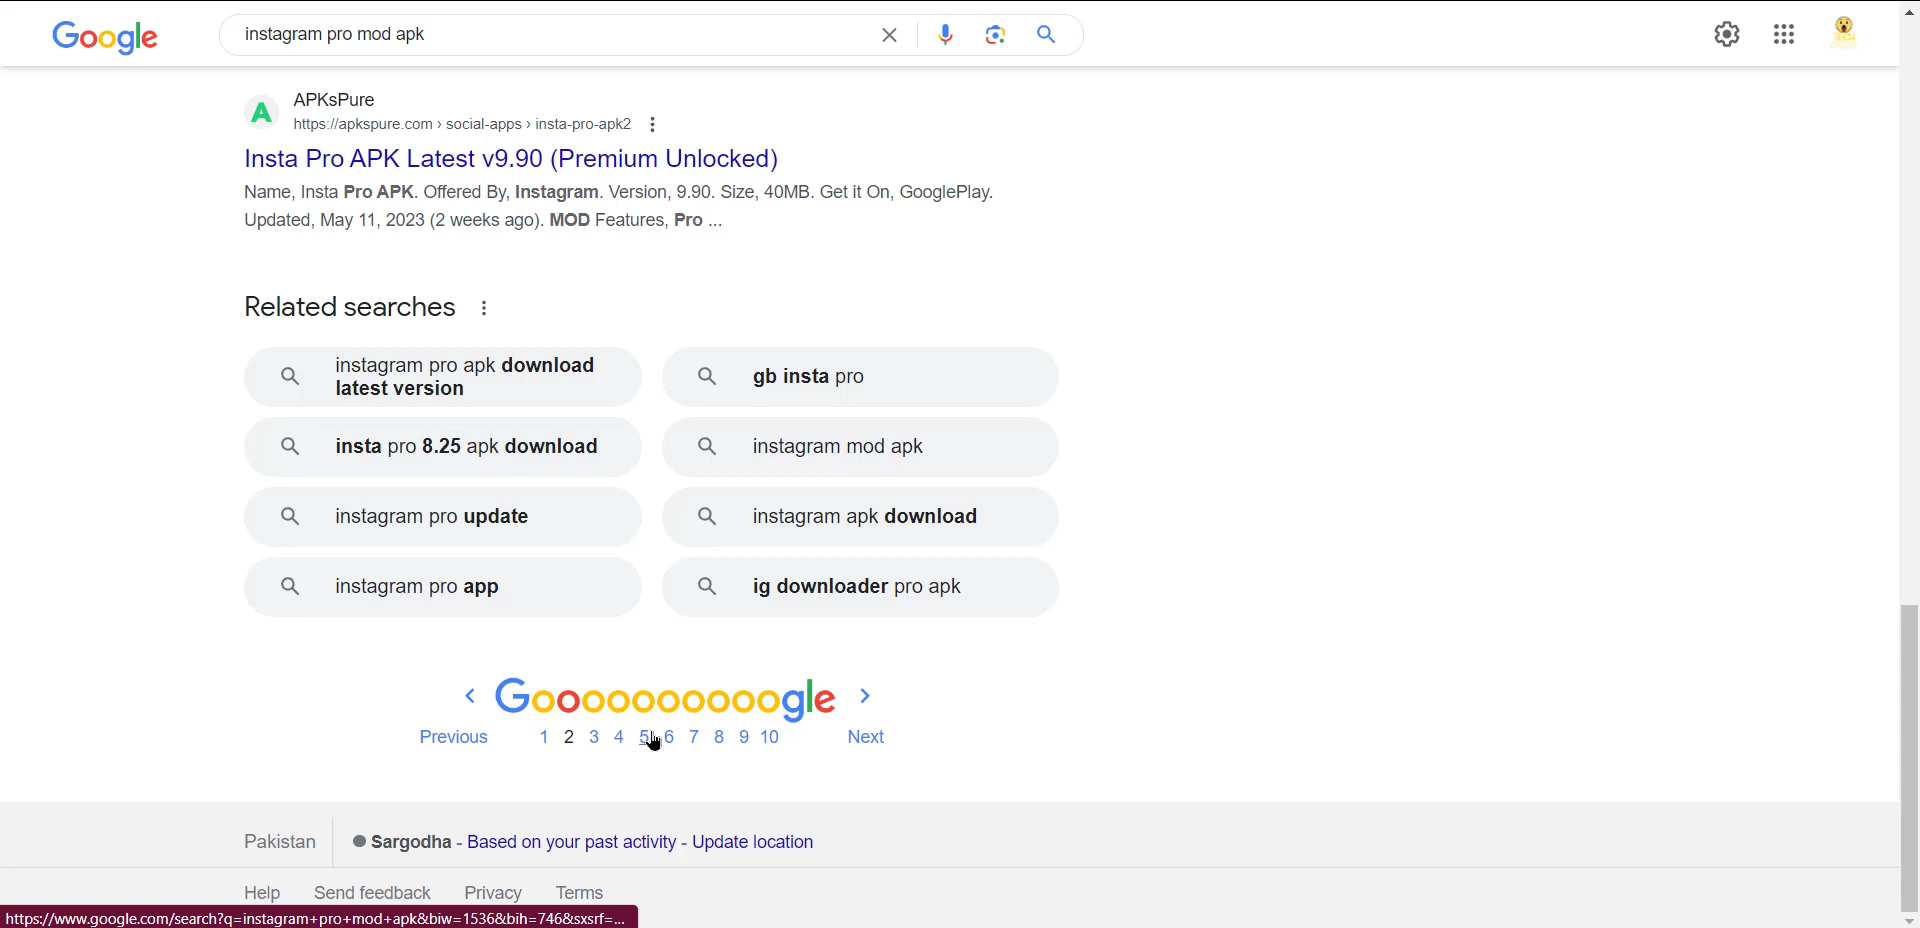 Google
instagram pro mod apk
APKsPure
https://apkspure.com › social-apps › insta-pro-apk2
Insta Pro APK Latest v9.90 (Premium Unlocked)
Name, Insta Pro APK. Offered By, Instagram. Version, 9.90. Size, 40MB. Get it On, GooglePlay.
Updated, May 11, 2023 (2 weeks ago). MOD Features, Pro ...
Related searches
instagram pro apk download
latest version
gb insta pro
insta pro 8.25 apk download
instagram mod apk
instagram pro update
instagram apk download
instagram pro app
ig downloader pro apk
Goooooooooogle
Previous 1 2 3 4 5 6 7 8 9 10 Next
Pakistan
Sargodha - Based on your past activity - Update location
Help Send feedback Privacy Terms
https://www.google.com/search?q=instagram+pro+mod+apk&biw=1536&bih=746&sxsrf=...